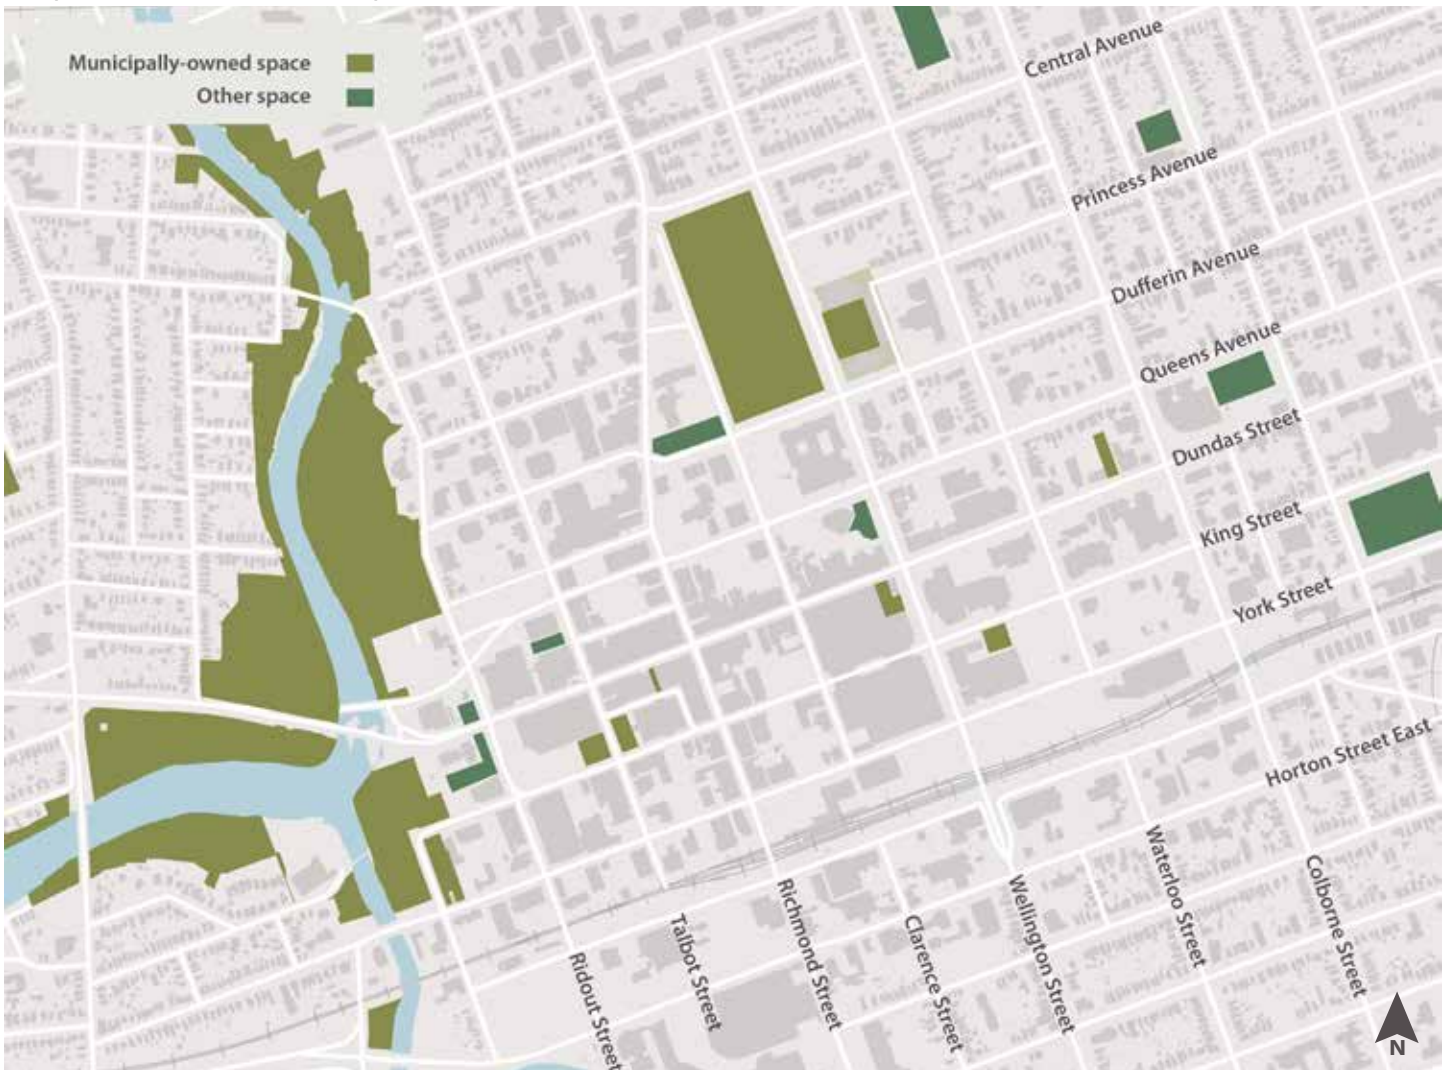 Municipally-owned space
Other space
Central Avenue
Princess Avenue
Dufferin Avenue
Queens Avenue
Dundas Street
King Street
York Street
Horton Street East
Ridout Street
Talbot Street
Richmond Street
Clarence Street
Wellington Street
Waterloo Street
Colborne Street
N